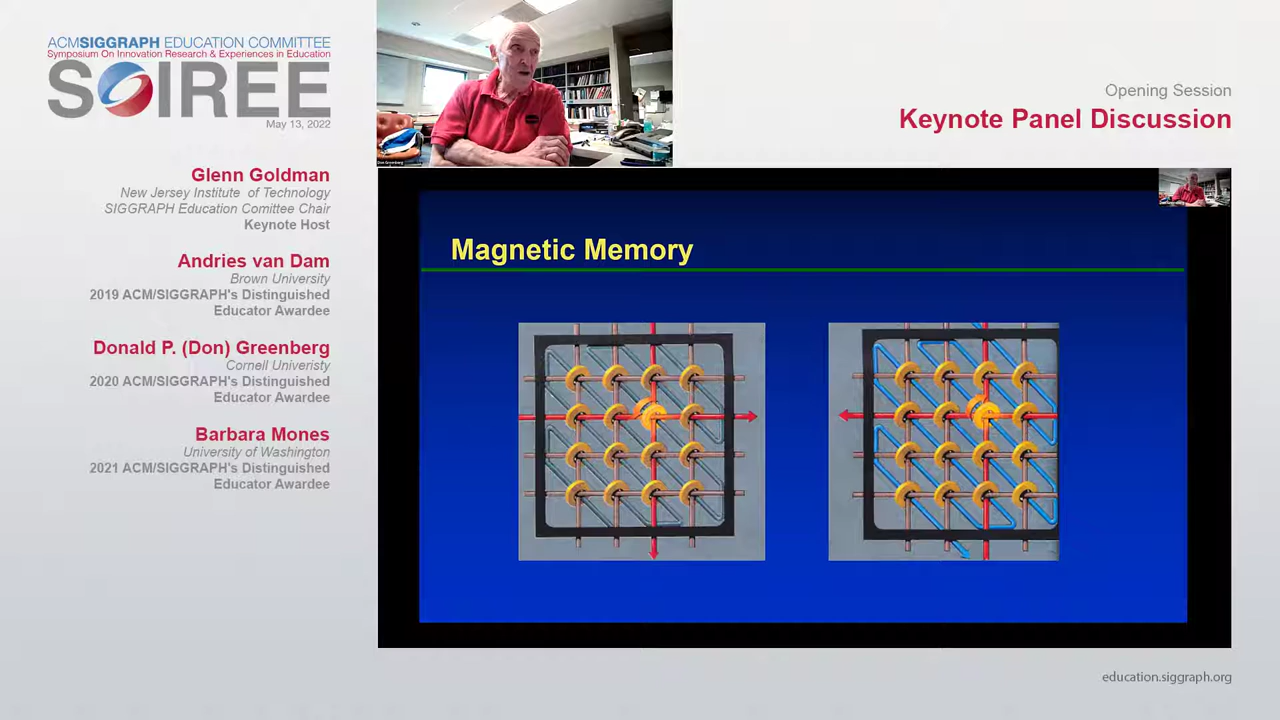 ACMSIGGRAPH EDUCATION COMMITTEE
Symposium On Innovation Research & Experiences in Education
SOIREE
May 13, 2022
Glenn Goldman
New Jersey Institute of Technology
SIGGRAPH Education Comittee Chair
Keynote Host
Andries van Dam
Brown University
2019 ACM/SIGGRAPH's Distinguished
Educator Awardee
Donald P. (Don) Greenberg
Cornell Univeristy
2020 ACM/SIGGRAPH's Distinguished
Educator Awardee
Barbara Mones
University of Washington
2021 ACM/SIGGRAPH's Distinguished
Educator Awardee
Don Greenberg
Opening Session
Keynote Panel Discussion
Magnetic Memory
education.siggraph.org